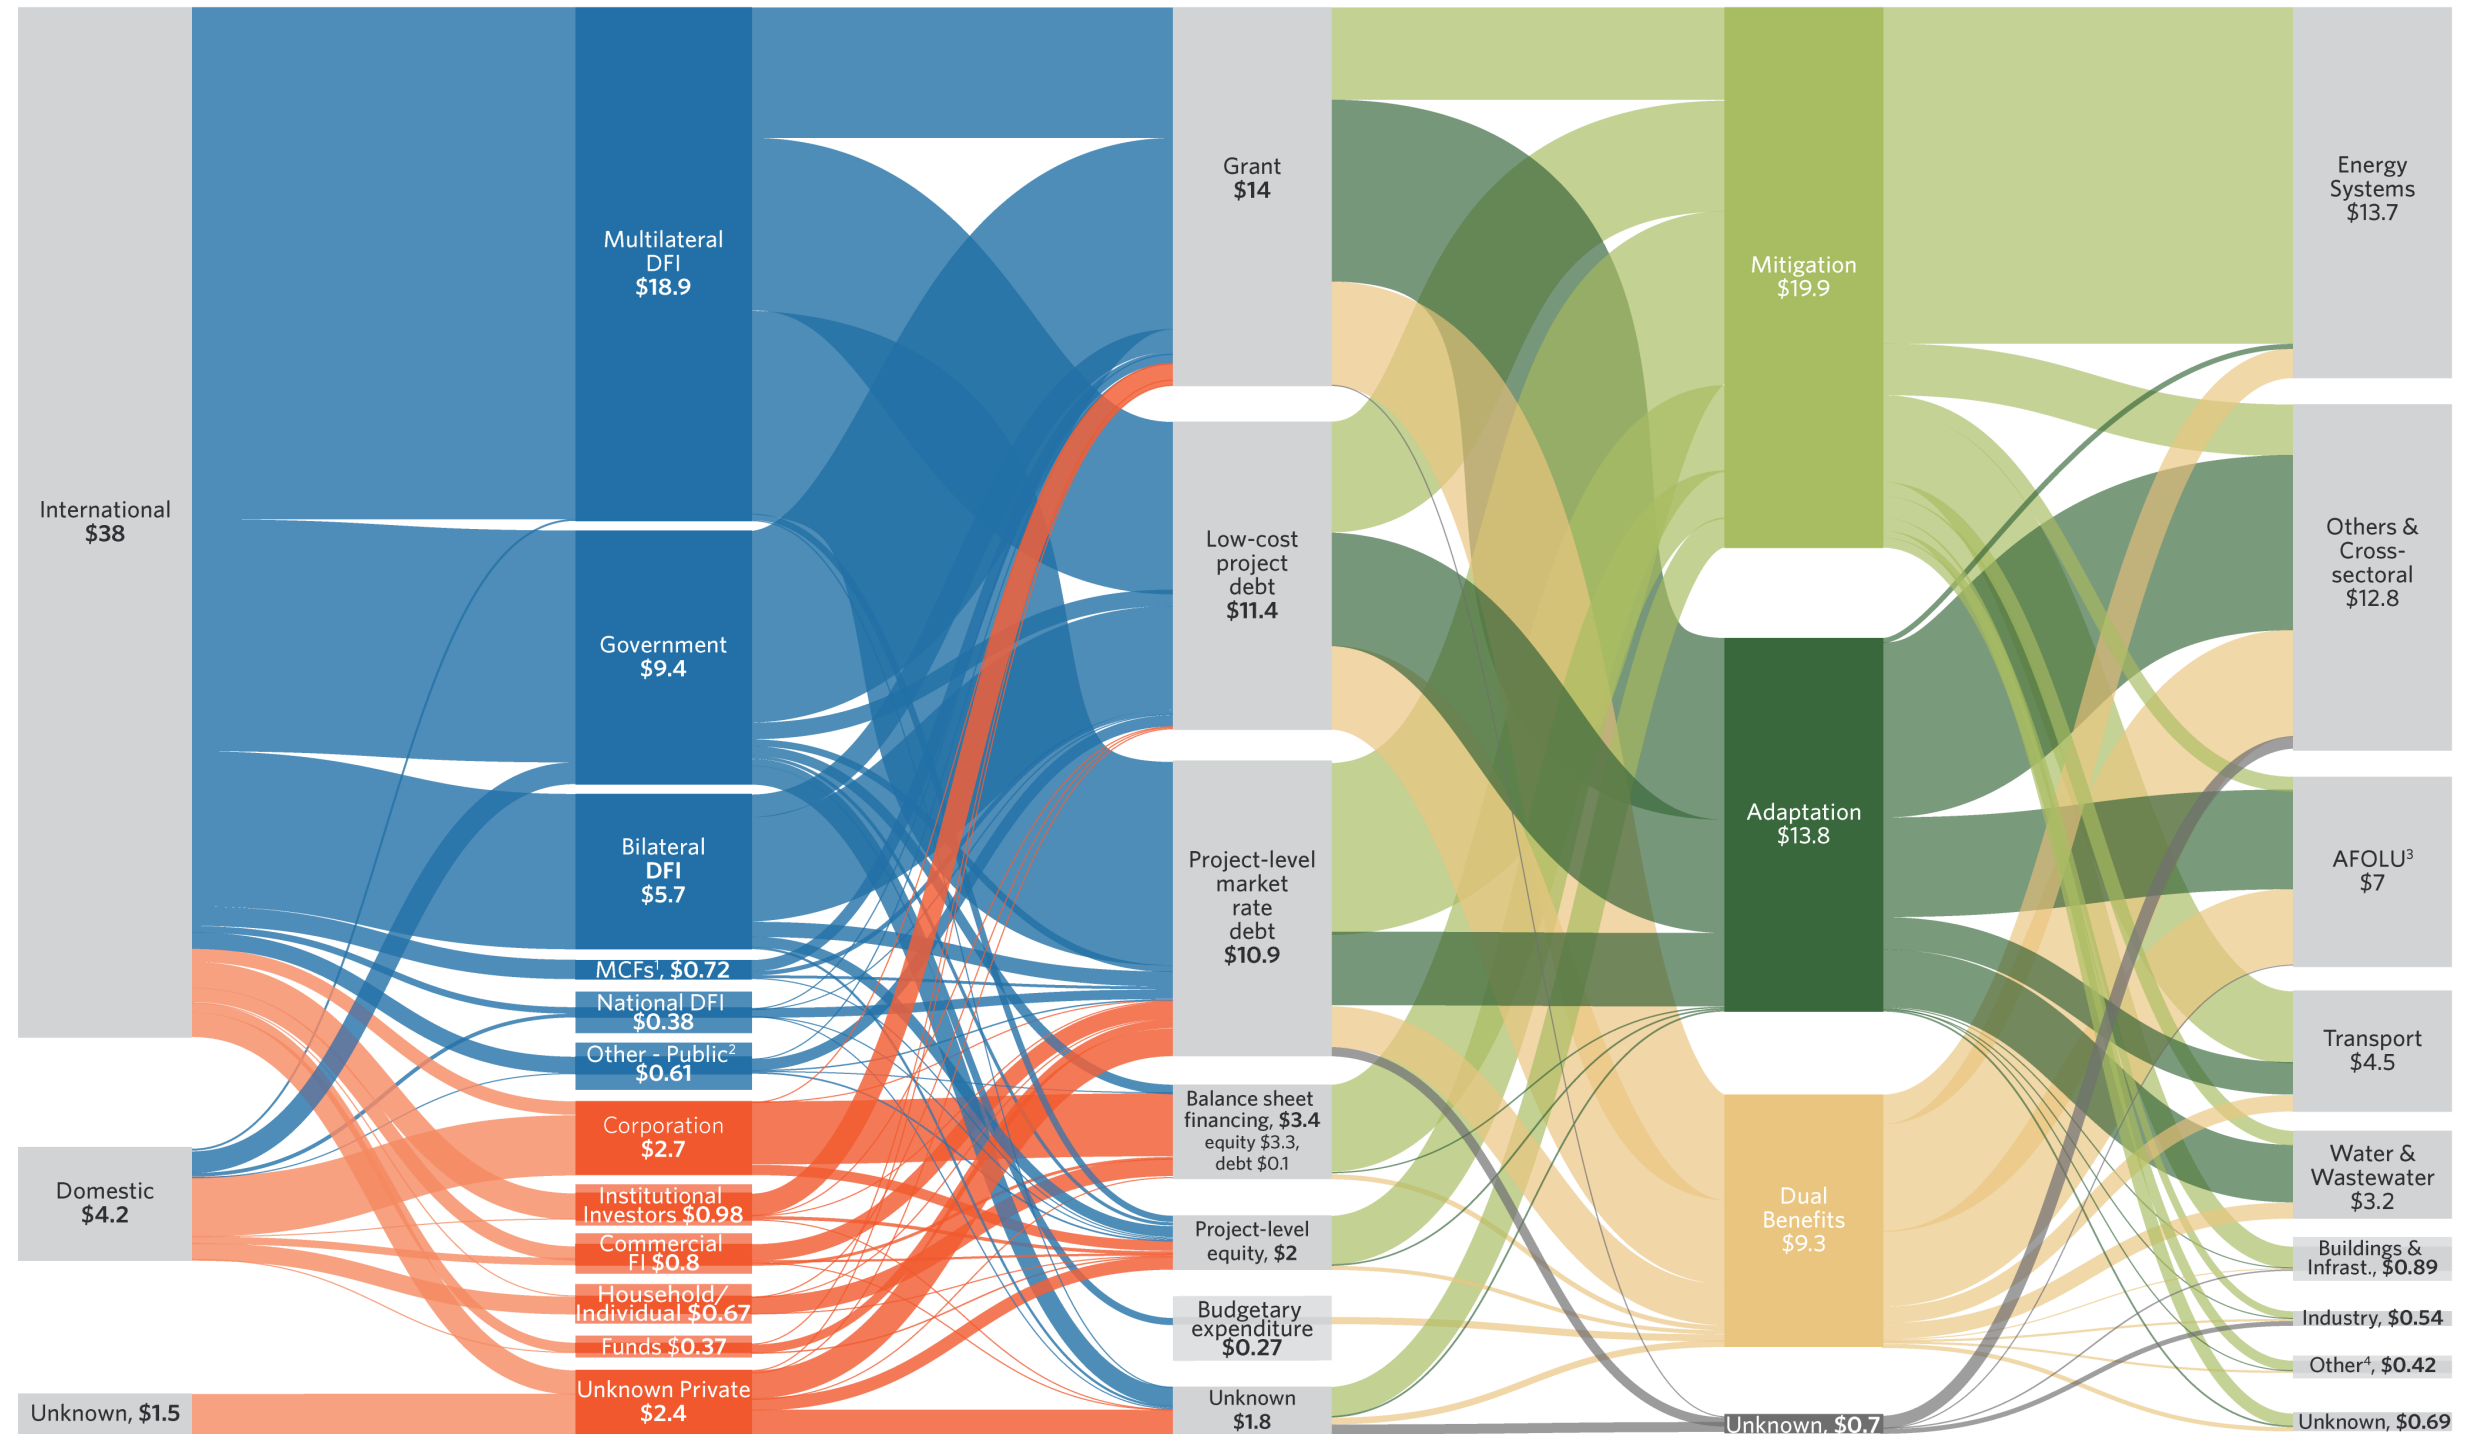 International
$38
Domestic
$4.2
Unknown, $1.5
Multilateral
DFI
$18.9
Government
$9.4
Bilateral
DFI
$5.7
MCFs¹, $0.72
National DFI
$0.38
Other - Public²
$0.61
Corporation
$2.7
Institutional
Investors $0.98
Commercial
FI $0.8
Household/
Individual $0.67
Funds $0.37
Unknown Private
$2.4
Grant
$14
Low-cost
project
debt
$11.4
Project-level
market
rate
debt
$10.9
Balance sheet
financing, $3.4
equity $3.3,
debt $0.1
Project-level
equity, $2
Budgetary
expenditure
$0.27
Unknown
$1.8
Mitigation
$19.9
Adaptation
$13.8
Dual
Benefits
$9.3
Unknown, $0.7
Energy
Systems
$13.7
Others &
Cross-
sectoral
$12.8
AFOLU³
$7
Transport
$4.5
Water &
Wastewater
$3.2
Buildings &
Infrast., $0.89
Industry, $0.54
Other⁴, $0.42
Unknown, $0.69